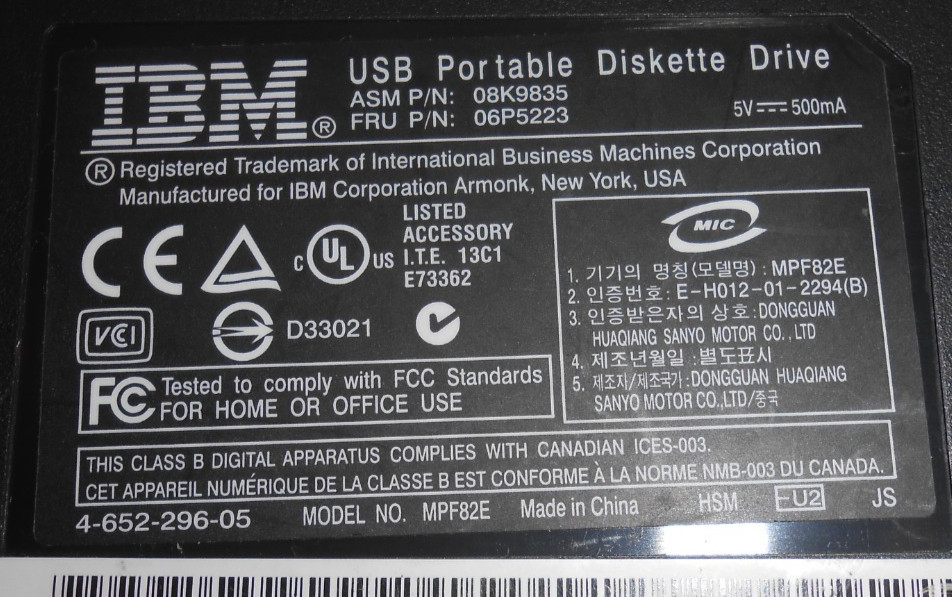 IBM®
USB Portable Diskette Drive
ASM P/N: 08K9835
FRU P/N: 06P5223
5V⎓500mA
® Registered Trademark of International Business Machines Corporation
Manufactured for IBM Corporation Armonk, New York, USA
CE
C UL US
LISTED
ACCESSORY
I.T.E. 13C1
E73362
VCI
D33021
FC Tested to comply with FCC Standards
FOR HOME OR OFFICE USE
MIC
1. 기기의 명칭(모델명) : MPF82E
2. 인증번호 : E-H012-01-2294(B)
3. 인증받은자의 상호 : DONGGUAN
HUAQIANG SANYO MOTOR CO., LTD
4. 제조년월일 : 별도표시
5. 제조자/제조국가 : DONGGUAN HUAQIANG
SANYO MOTOR CO.,LTD/중국
THIS CLASS B DIGITAL APPARATUS COMPLIES WITH CANADIAN ICES-003.
CET APPAREIL NUMÉRIQUE DE LA CLASSE B EST CONFORME À LA NORME NMB-003 DU CANADA.
4-652-296-05 MODEL NO. MPF82E Made in China HSM -U2 JS